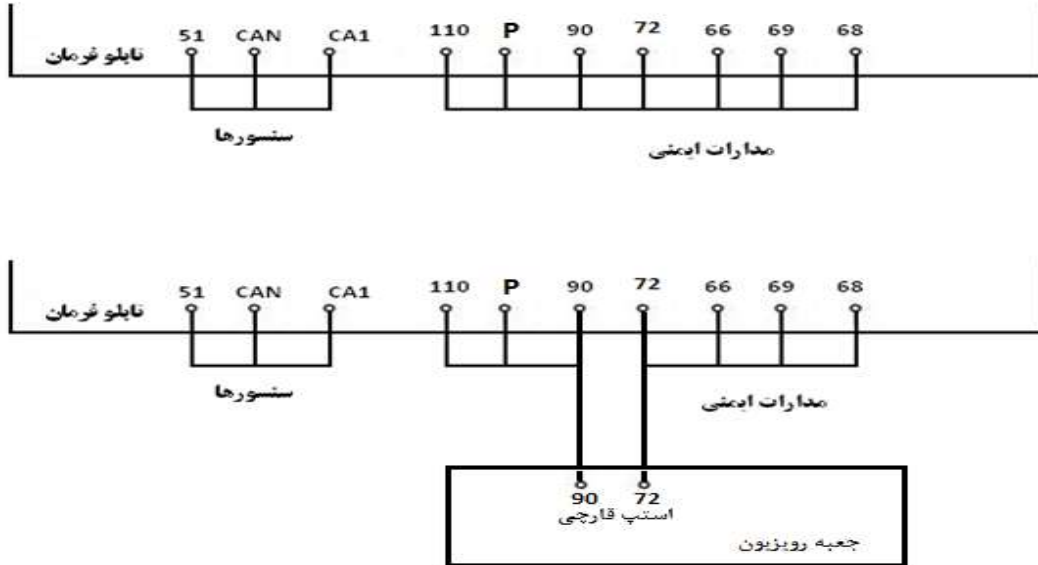 51 CAN CA1 110 P 90 72 66 69 68
تابلو فرمان
سنسورها
مدارات ایمنی
51 CAN CA1 110 P 90 72 66 69 68
تابلو فرمان
سنسورها
مدارات ایمنی
90 72
استپ قارچی
جعبه رویزیون